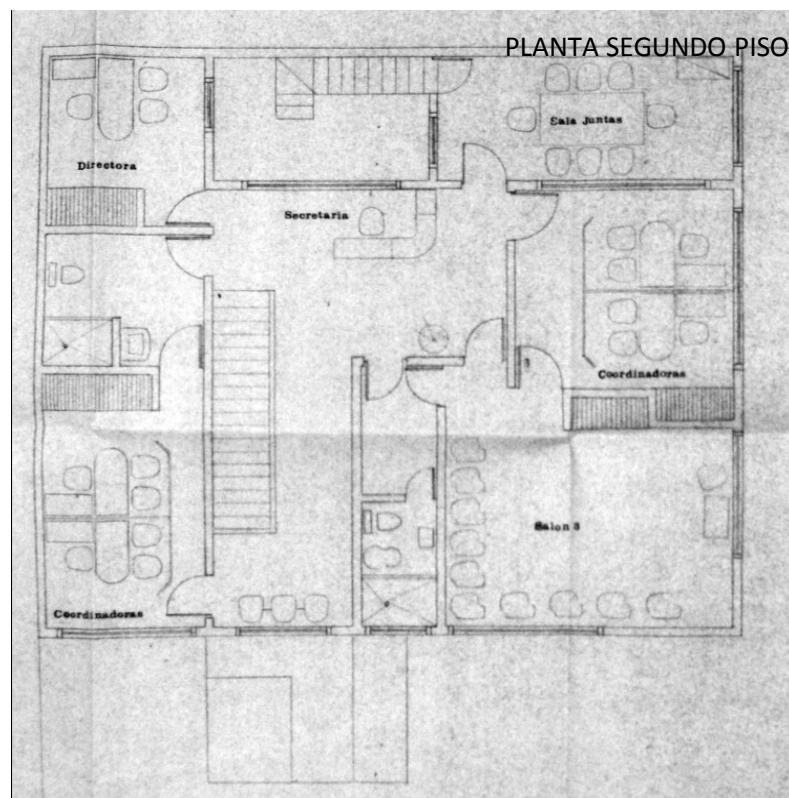 PLANTA SEGUNDO PISO
Sala Juntas
Directora
Secretaria
Coordinadoras
Salon 3
Coordinadoras